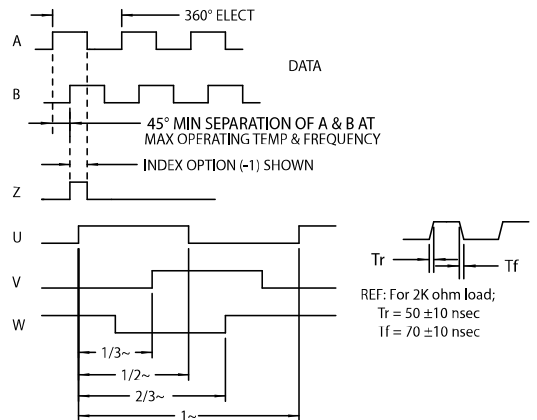 360° ELECT
A
DATA
B
45° MIN SEPARATION OF A & B AT
MAX OPERATING TEMP & FREQUENCY
INDEX OPTION (-1) SHOWN
Z
U
Tr
Tf
V
REF: For 2K ohm load;
Tr = 50 ±10 nsec
Tf = 70 ±10 nsec
W
1/3~
1/2~
2/3~
1~